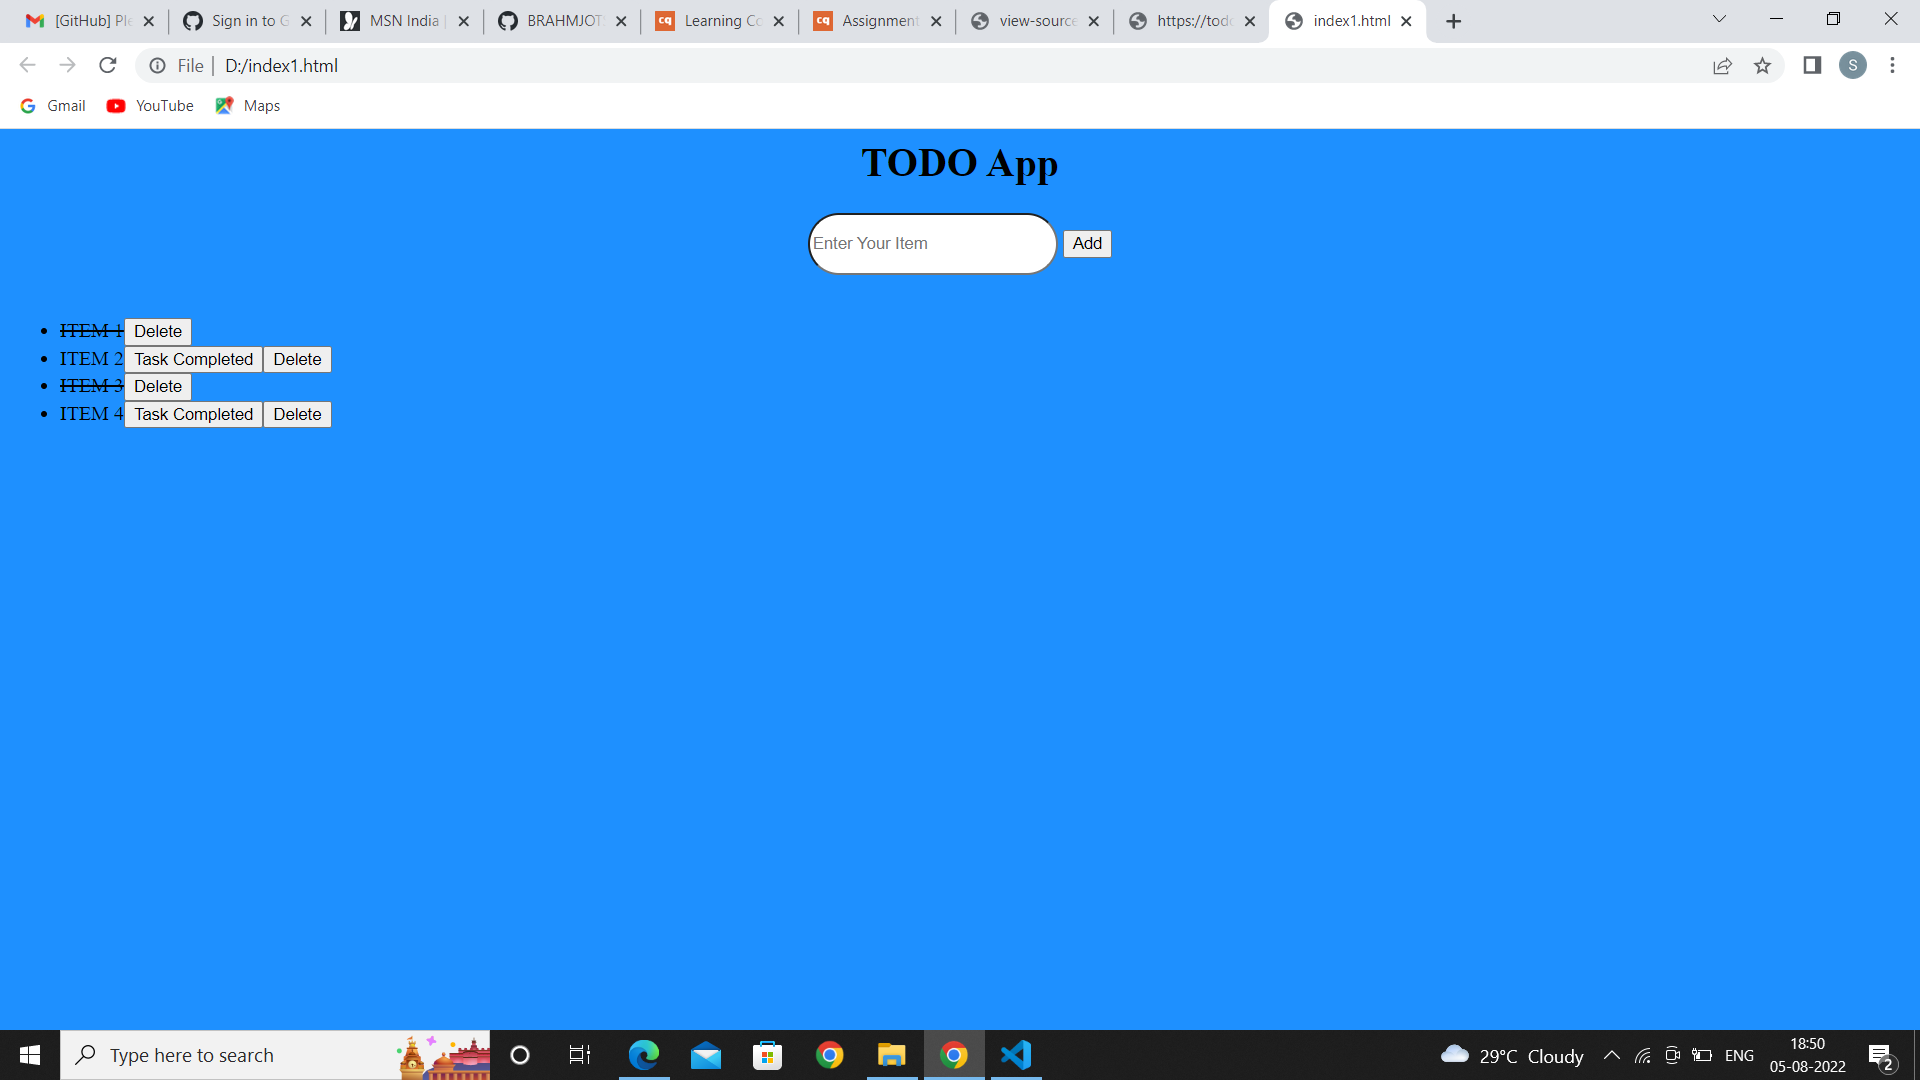 [GitHub] Ple
Sign in to G
MSN India |
BRAHMJOTS
Learning Co
Assignment
view-source
https://todo
index1.html
File | D:/index1.html
S
Gmail YouTube Maps
TODO App
Enter Your Item Add
ITEM 1 Delete
ITEM 2 Task Completed Delete
ITEM 3 Delete
ITEM 4 Task Completed Delete
Type here to search
29°C Cloudy
ENG
18:50
05-08-2022
2